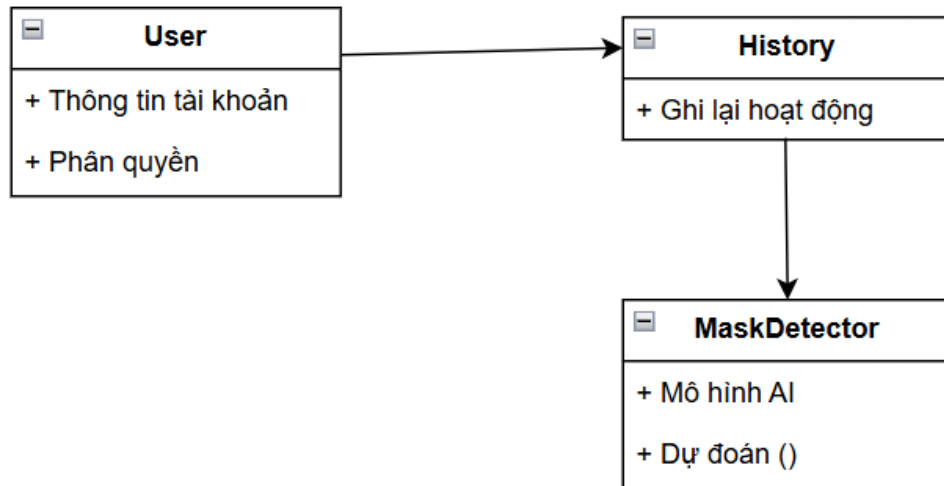 User
+ Thông tin tài khoản
+ Phân quyền
History
+ Ghi lại hoạt động
MaskDetector
+ Mô hình AI
+ Dự đoán ()